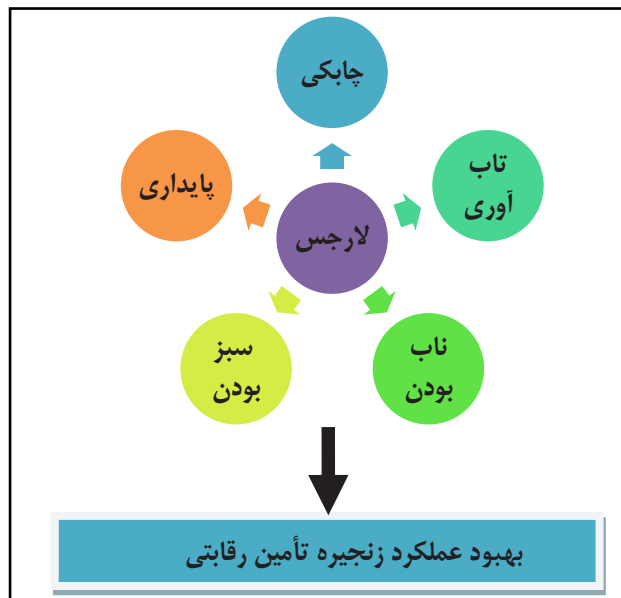 چابکی
تاب
آوری
پایداری
لارجس
ناب
بودن
سبز
بودن
بهبود عملکرد زنجیره تأمین رقابتی